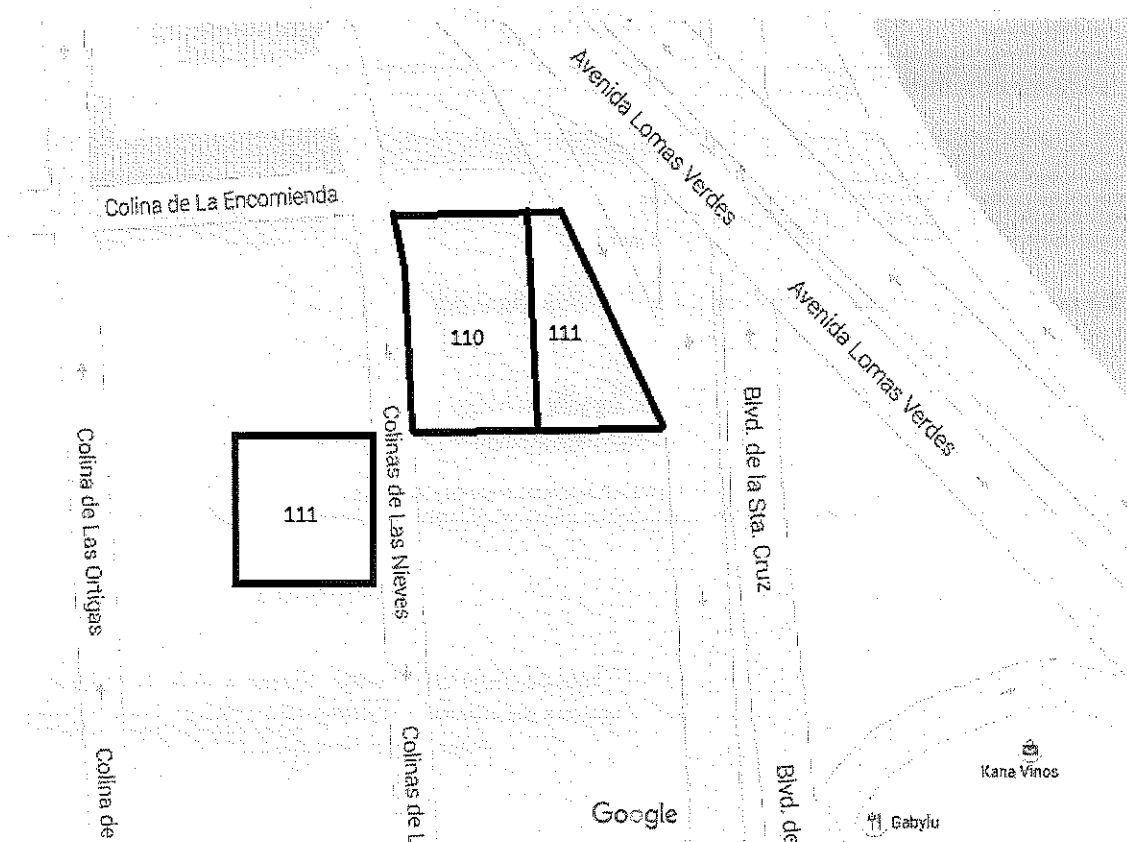 Avenida Lomas Verdes
Colina de La Encomienda
Avenida Lomas Verdes
110
111
Colina de Las Ortigas
Colinas de Las Nieves
Blvd. de la Sta. Cruz
111
Colina de
Colinas de L
Blvd. de
Kana Vinos
Google
Gabylu